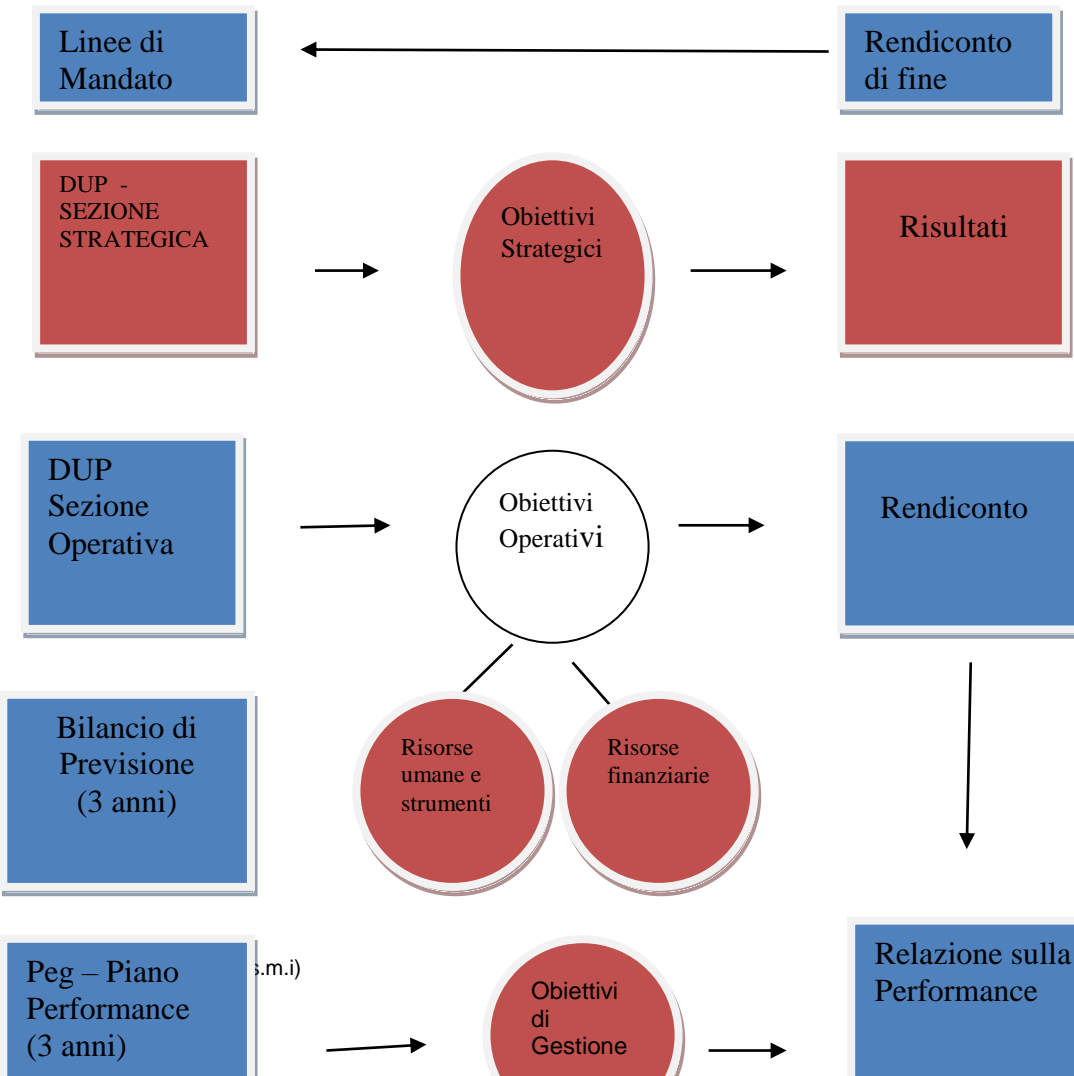 Linee di
Mandato
Rendiconto
di fine
DUP -
SEZIONE
STRATEGICA
Obiettivi
Strategici
Risultati
DUP
Sezione
Operativa
Obiettivi
Operativi
Rendiconto
Bilancio di
Previsione
(3 anni)
Risorse
umane e
strumenti
Risorse
finanziarie
Peg – Piano
Performance
(3 anni)
s.m.i)
Obiettivi
di
Gestione
Relazione sulla
Performance